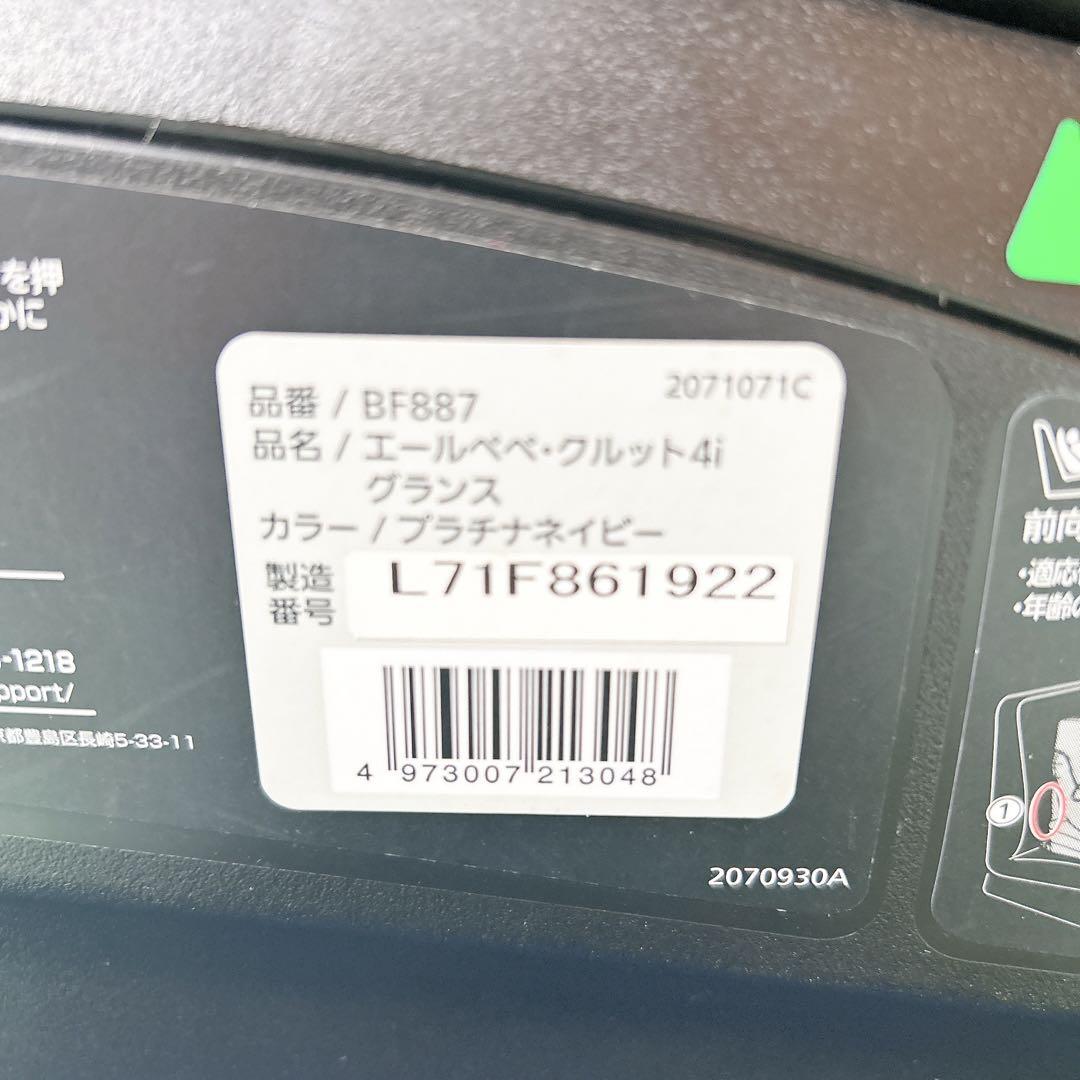 を押
かに
品番 / BF887
2071071C
品名 / エールベベ・クルット4i
グランス
カラー / プラチナネイビー
製造
番号
L71F861922
4 973007 213048
-1218
pport/
京都豊島区長崎5-33-11
2070930A
前向
・適応
・年齢の
1